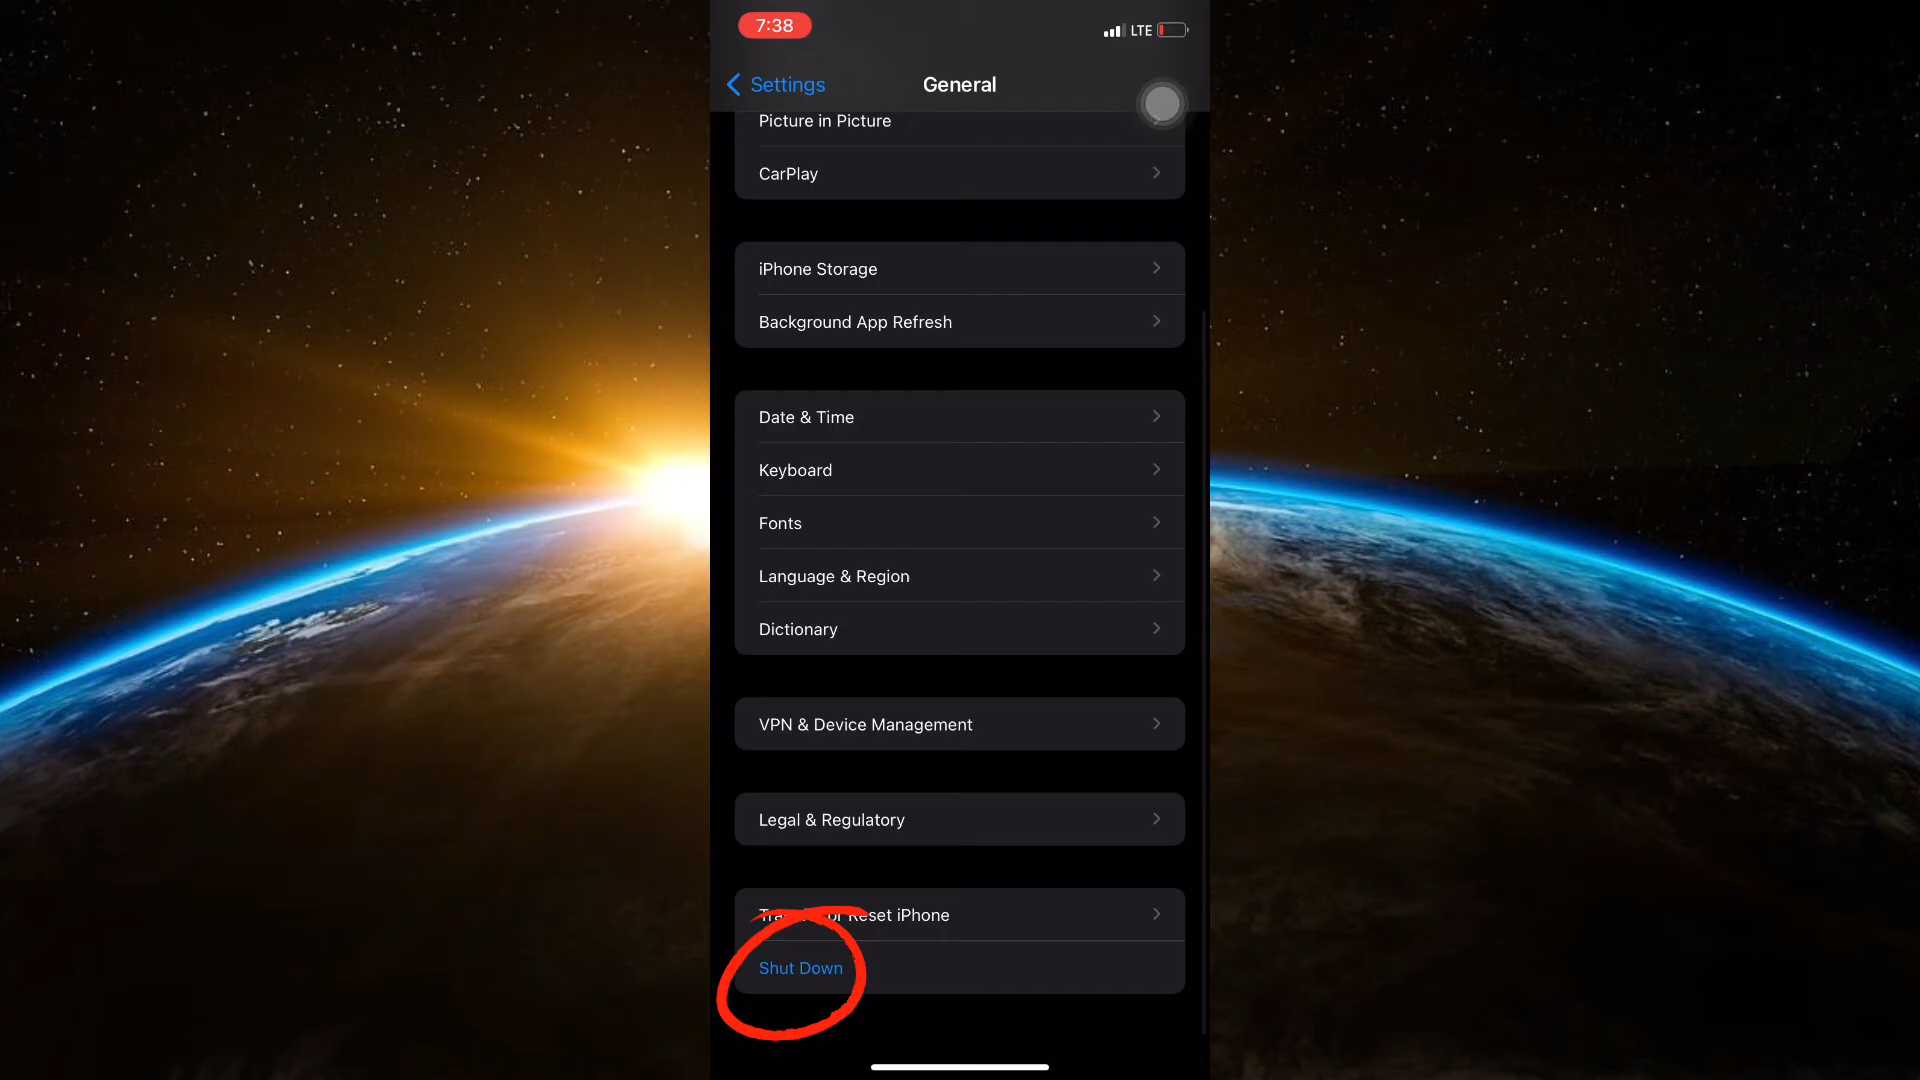 7:38
LTE
Settings
General
Picture in Picture
CarPlay
iPhone Storage
Background App Refresh
Date & Time
Keyboard
Fonts
Language & Region
Dictionary
VPN & Device Management
Legal & Regulatory
or Reset iPhone
Shut Down